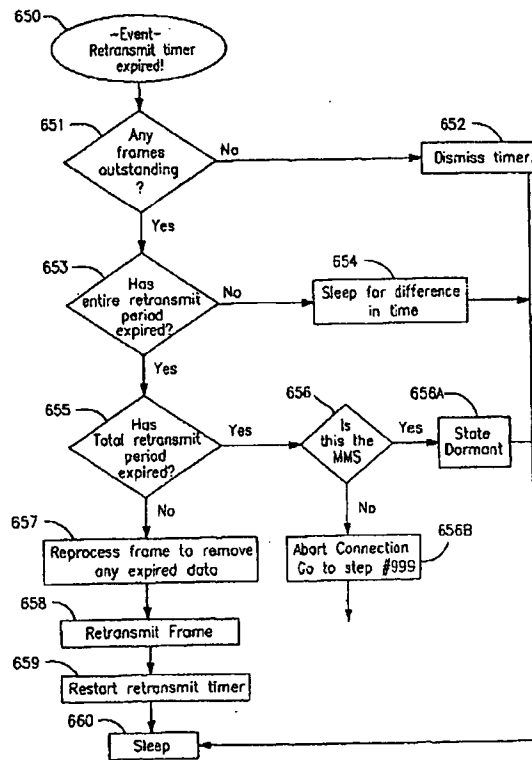 650
-Event-
Retransmit timer
expired!
651
Any
frames
outstanding
?
No
652
Dismiss timer.
Yes
653
Has
entire retransmit
period
expired?
No
654
Sleep for difference
in time
Yes
655
Has
Total retransmit
period
expired?
Yes
656
Is
this the
MMS
Yes
656A
State
Dormant
No
657
Reprocess frame to remove
any expired data
No
656B
Abort Connection
Go to step #999
658
Retransmit Frame
659
Restart retransmit timer
660
Sleep